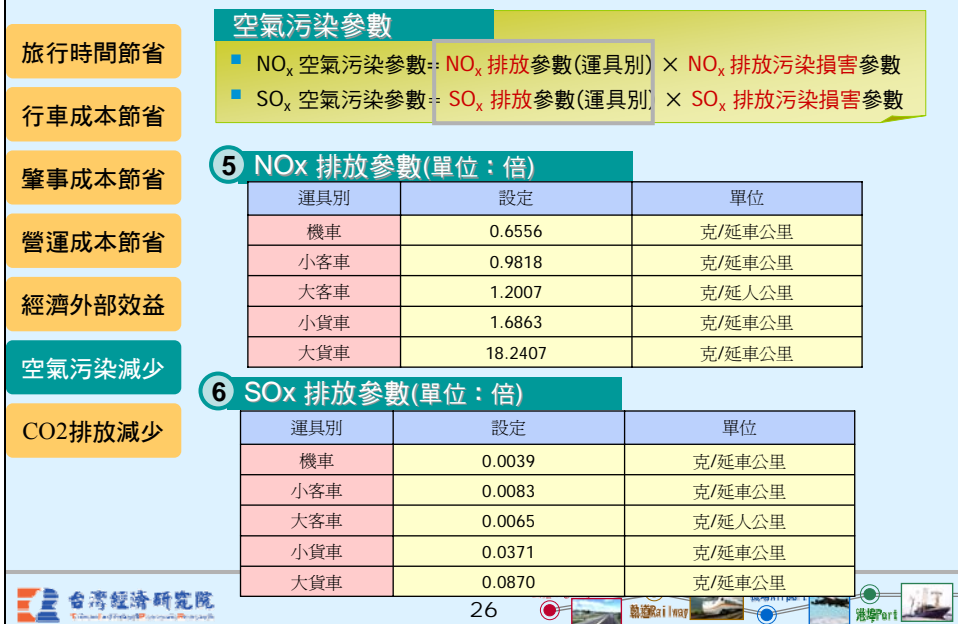 旅行時間節省
行車成本節省
肇事成本節省
營運成本節省
經濟外部效益
空氣污染減少
CO2排放減少
空氣污染參數
NOx 空氣污染參數= NOx 排放參數(運具別) × NOx 排放污染損害參數
SOx 空氣污染參數= SOx 排放參數(運具別) × SOx 排放污染損害參數
5 NOx 排放參數(單位：倍)
運具別 設定 單位
機車 0.6556 克/延車公里
小客車 0.9818 克/延車公里
大客車 1.2007 克/延人公里
小貨車 1.6863 克/延車公里
大貨車 18.2407 克/延車公里
6 SOx 排放參數(單位：倍)
運具別 設定 單位
機車 0.0039 克/延車公里
小客車 0.0083 克/延車公里
大客車 0.0065 克/延人公里
小貨車 0.0371 克/延車公里
大貨車 0.0870 克/延車公里
台灣經濟研究院
26
軌道Railway
港埠Port